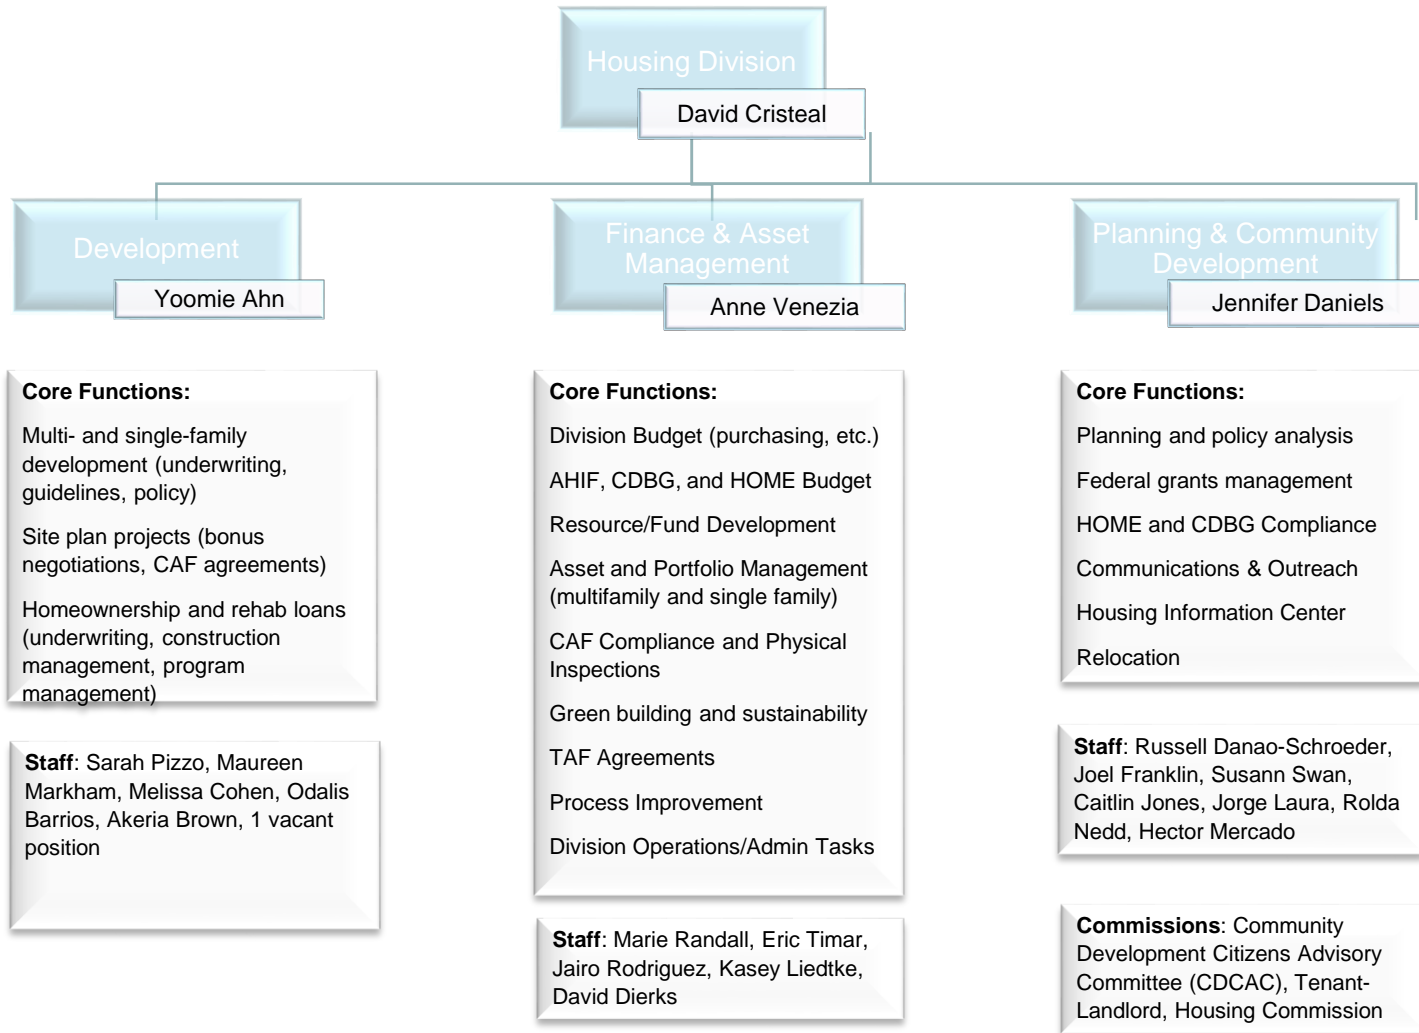 Housing Division
David Cristeal
Development
Yoomie Ahn
Finance & Asset
Management
Anne Venezia
Planning & Community
Development
Jennifer Daniels
Core Functions:
Multi- and single-family
development (underwriting,
guidelines, policy)
Site plan projects (bonus
negotiations, CAF agreements)
Homeownership and rehab loans
(underwriting, construction
management, program
management)
Staff: Sarah Pizzo, Maureen
Markham, Melissa Cohen, Odalis
Barrios, Akeria Brown, 1 vacant
position
Core Functions:
Division Budget (purchasing, etc.)
AHIF, CDBG, and HOME Budget
Resource/Fund Development
Asset and Portfolio Management
(multifamily and single family)
CAF Compliance and Physical
Inspections
Green building and sustainability
TAF Agreements
Process Improvement
Division Operations/Admin Tasks
Staff: Marie Randall, Eric Timar,
Jairo Rodriguez, Kasey Liedtke,
David Dierks
Core Functions:
Planning and policy analysis
Federal grants management
HOME and CDBG Compliance
Communications & Outreach
Housing Information Center
Relocation
Staff: Russell Danao-Schroeder,
Joel Franklin, Susann Swan,
Caitlin Jones, Jorge Laura, Rolda
Nedd, Hector Mercado
Commissions: Community
Development Citizens Advisory
Committee (CDCAC), Tenant-
Landlord, Housing Commission